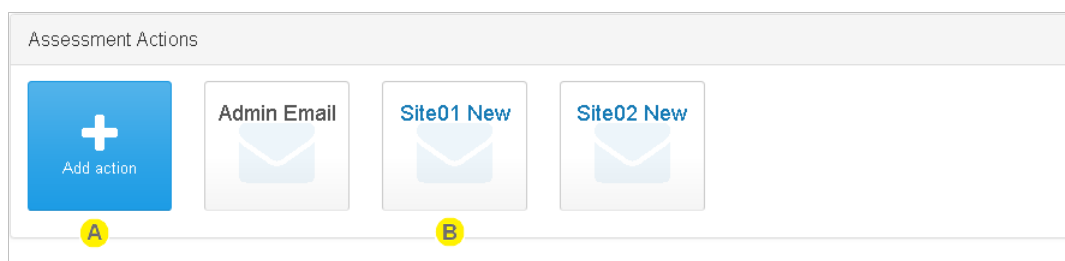 Assessment Actions
Add action
Admin Email
Site01 New
Site02 New
A
B